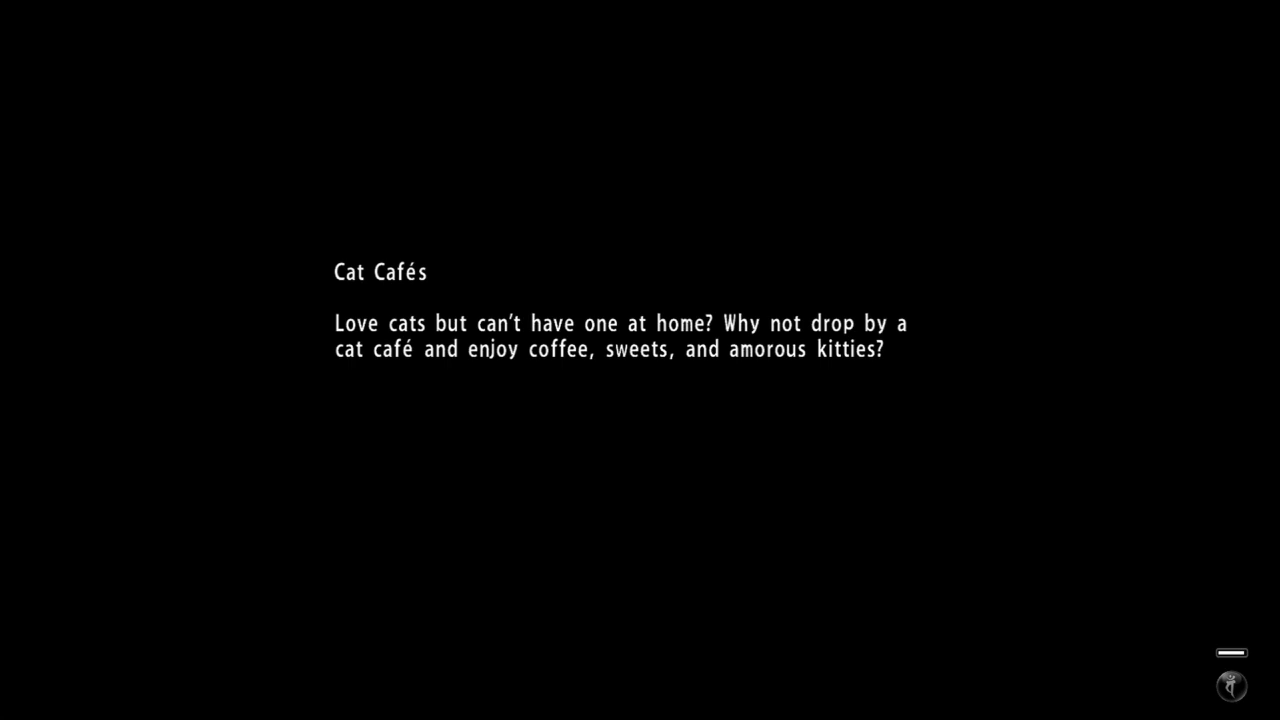 Cat Cafés
Love cats but can't have one at home? Why not drop by a
cat café and enjoy coffee, sweets, and amorous kitties?